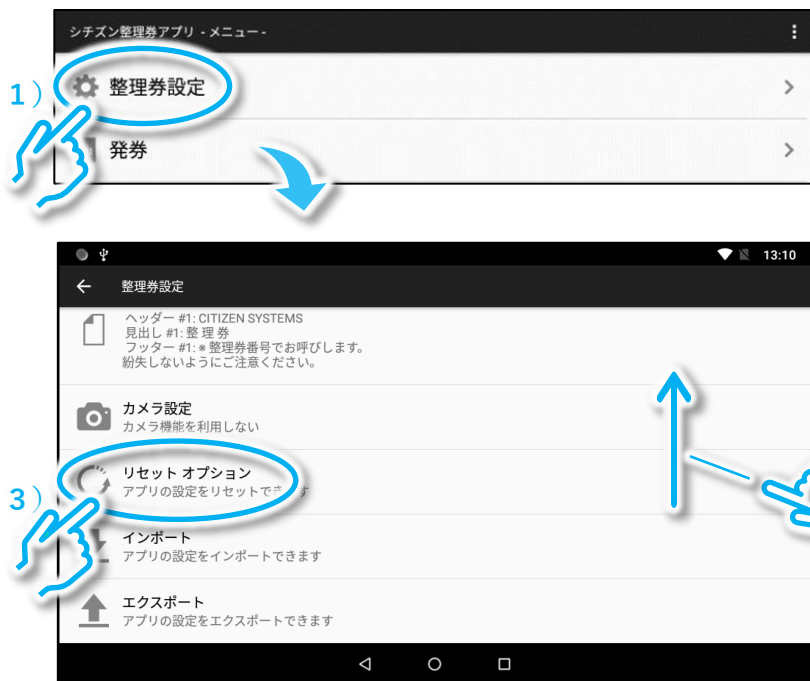 シチズン整理券アプリ - メニュー -
1）
整理券設定
発券
13:10
整理券設定
ヘッダー #1: CITIZEN SYSTEMS
見出し #1: 整 理 券
フッター #1: ※整理券番号でお呼びします。
紛失しないようにご注意ください。
カメラ設定
カメラ機能を利用しない
3）
リセット オプション
アプリの設定をリセットできます
インポート
アプリの設定をインポートできます
エクスポート
アプリの設定をエクスポートできます